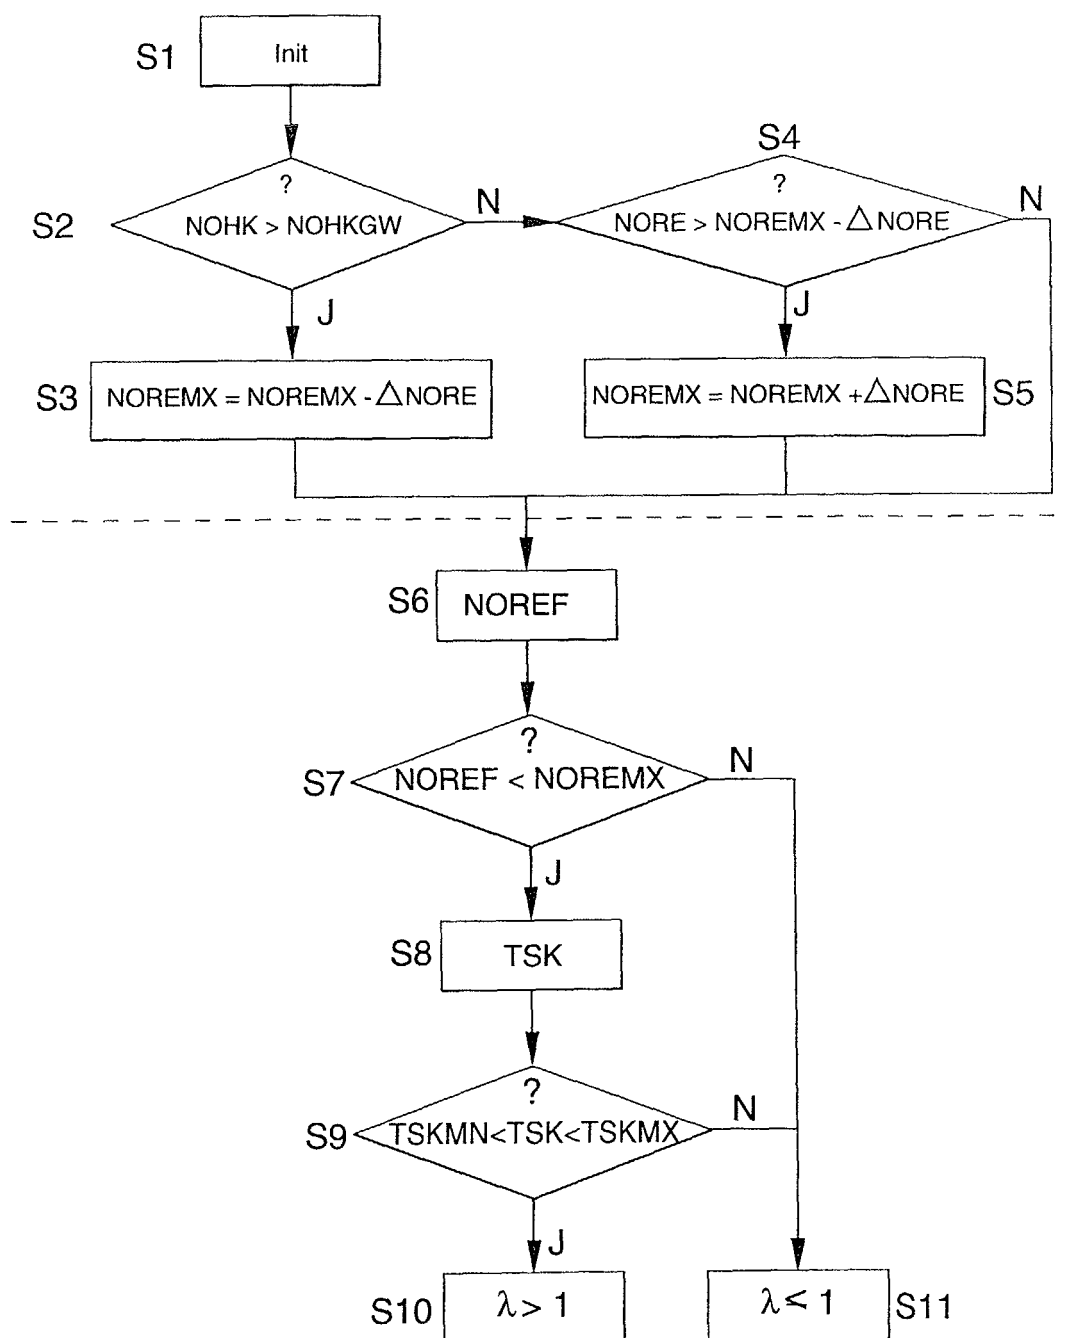 S1
Init
S2
?
NOHK > NOHKGW
N
J
S4
?
NORE > NOREMX - △ NORE
N
J
S3
NOREMX = NOREMX - △NORE
NOREMX = NOREMX +△NORE
S5
S6
NOREF
S7
?
NOREF < NOREMX
N
J
S8
TSK
S9
?
TSKMN<TSK<TSKMX
N
J
S10
λ > 1
λ ≤ 1
S11